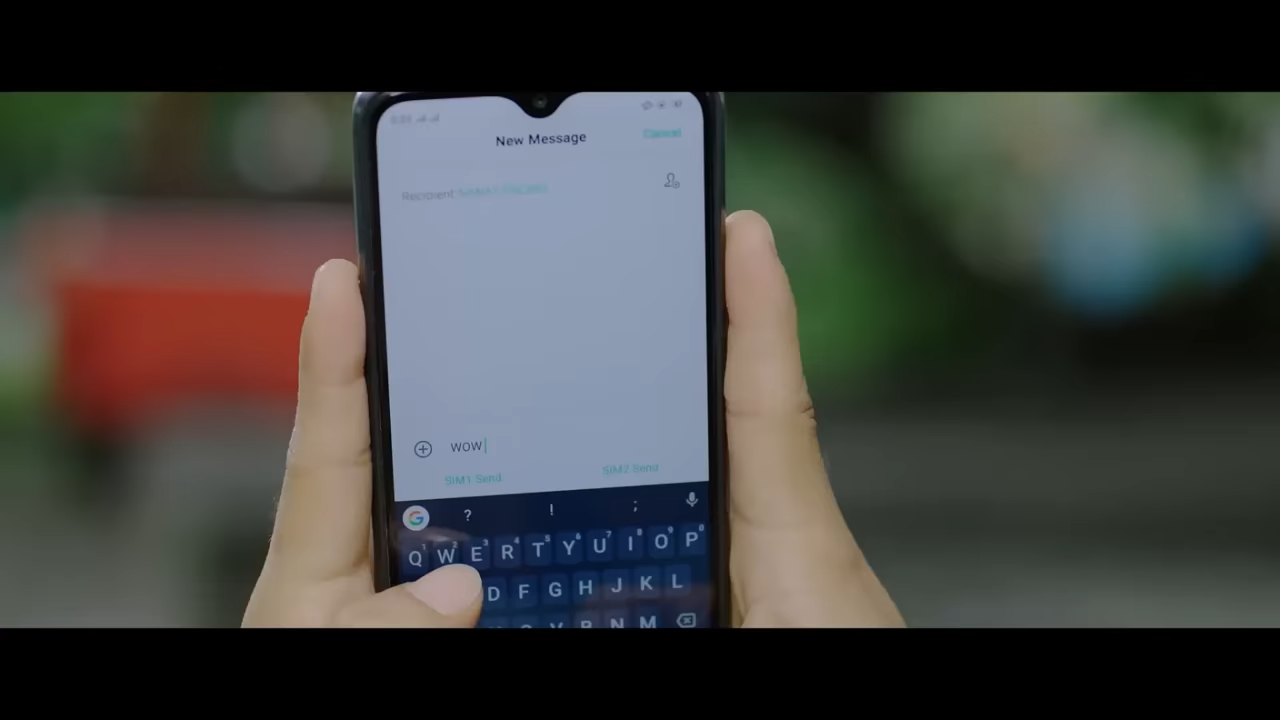 New Message
Cancel
Recipient
WOW
SIM1 Send
SIM2 Send
? ! ;
Q W E R T Y U I O P
D F G H J K L
V B N M